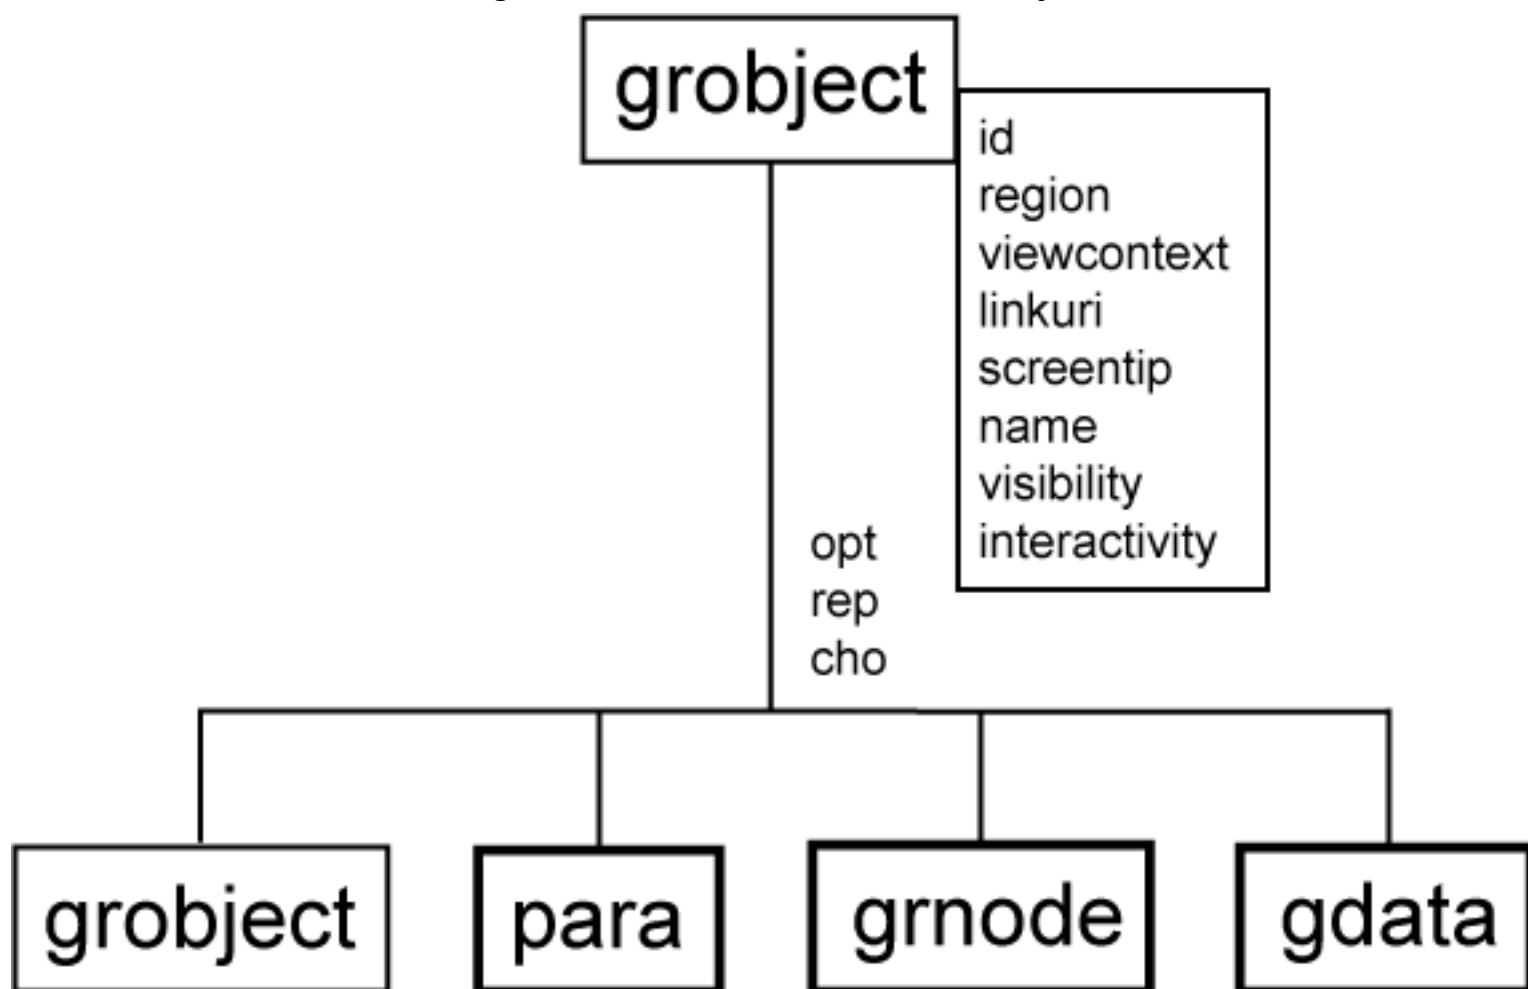 grobject
id
region
viewcontext
linkuri
screentip
name
visibility
interactivity
opt
rep
cho
grobject
para
grnode
gdata